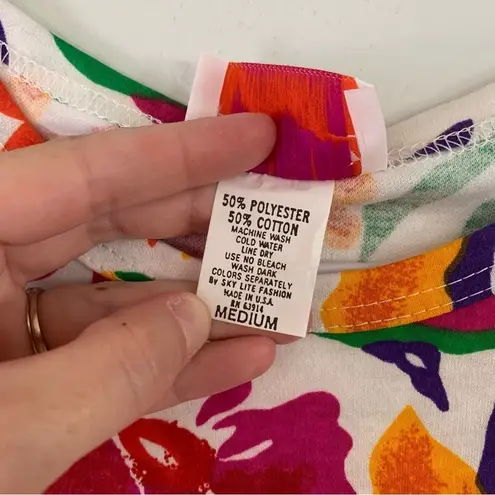 50% POLYESTER
50% COTTON
MACHINE WASH
COLD WATER
LINE DRY
USE NO BLEACH
WASH DARK
COLORS SEPARATELY
By SKY LITE FASHION
MADE IN U.S.A.
RN 63914
MEDIUM